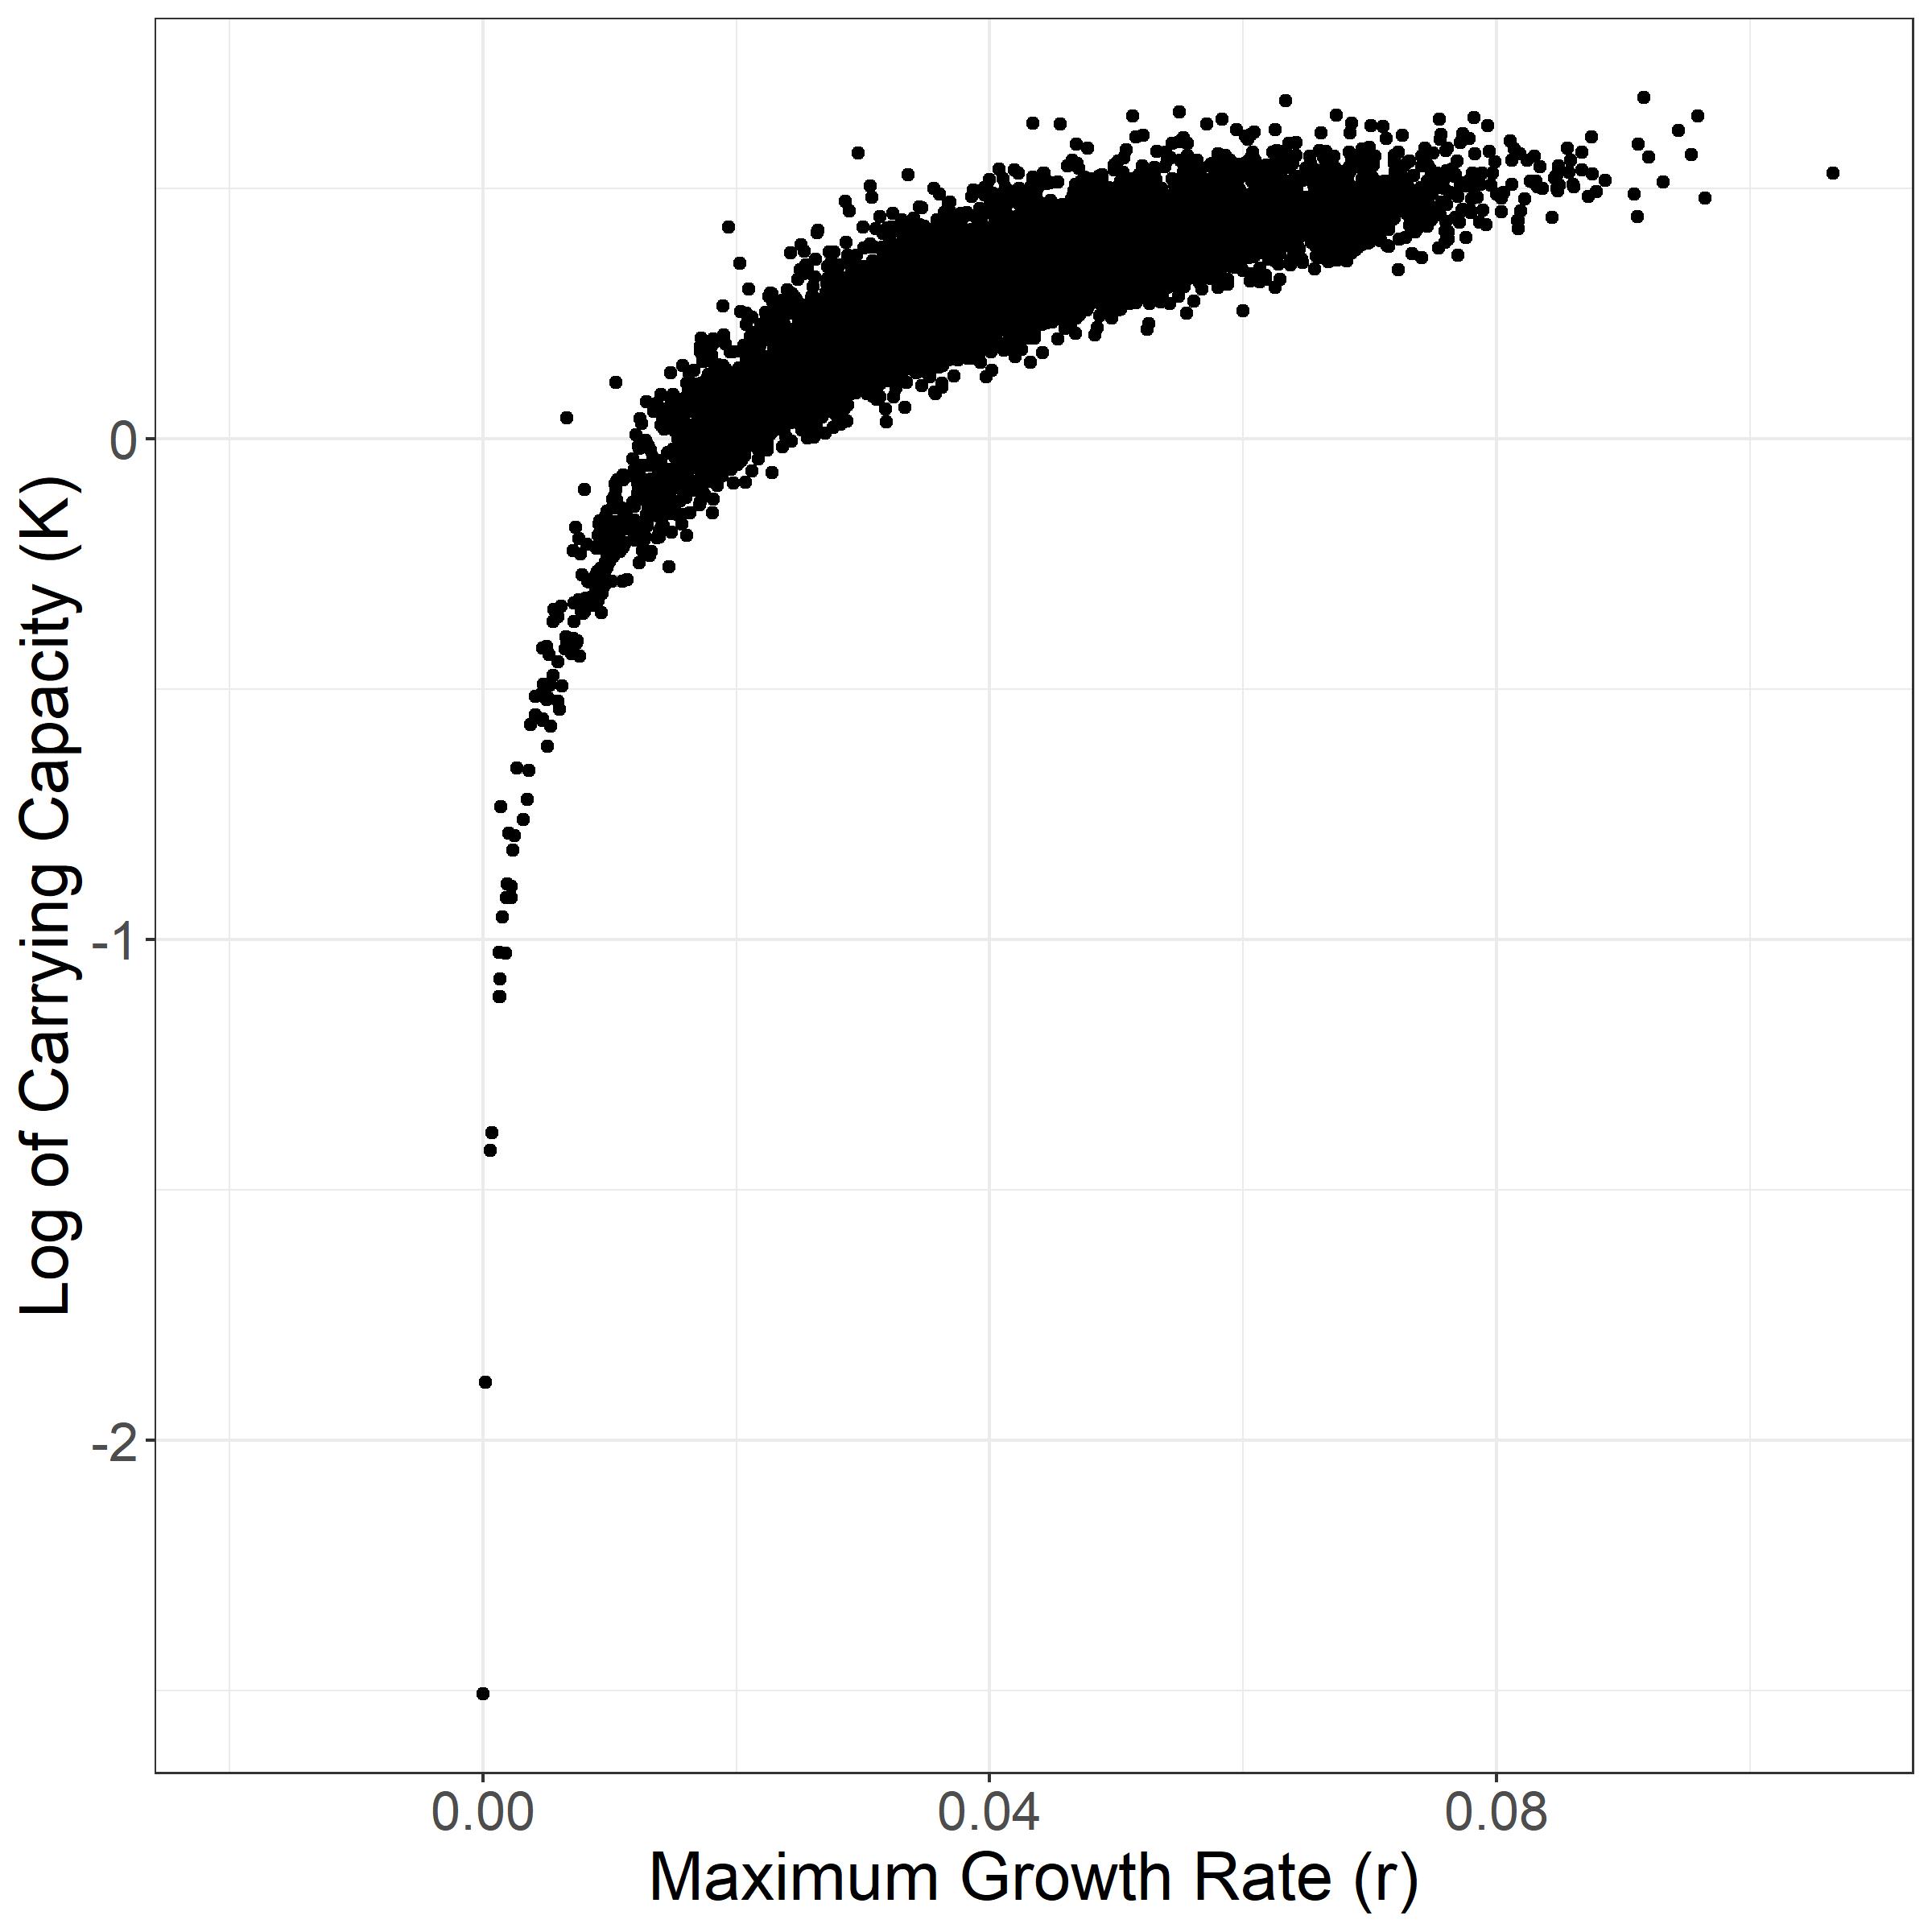 Log of Carrying Capacity (K)
0
-1
-2
0.00 0.04 0.08
Maximum Growth Rate (r)